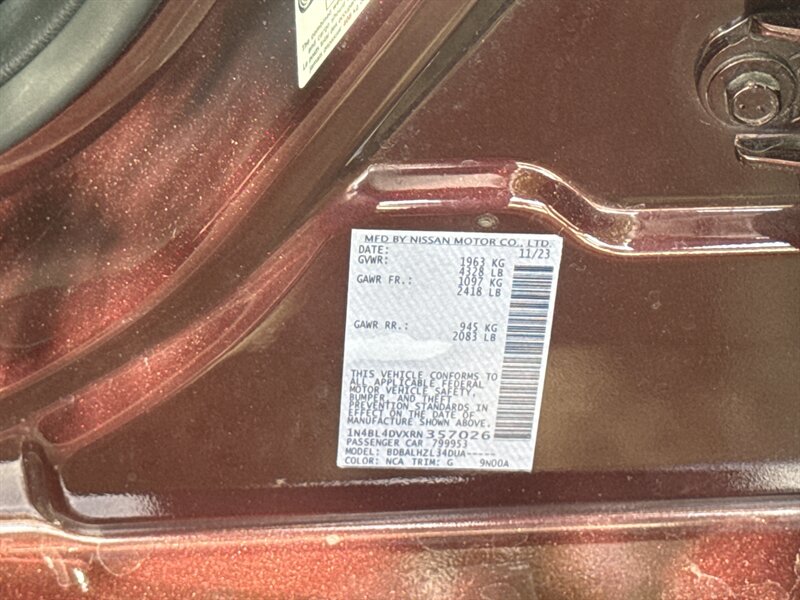 MFD BY NISSAN MOTOR CO., LTD.
DATE: 11/23
GVWR: 1963 KG
4328 LB
GAWR FR.: 1097 KG
2418 LB
GAWR RR.: 945 KG
2083 LB
THIS VEHICLE CONFORMS TO
ALL APPLICABLE FEDERAL
MOTOR VEHICLE SAFETY,
BUMPER, AND THEFT
PREVENTION STANDARDS IN
EFFECT ON THE DATE OF
MANUFACTURE SHOWN ABOVE.
1N4BL4DVXRN357026
PASSENGER CAR 799953
MODEL: BDBALHZL34DUA-----
COLOR: NCA TRIM: G 9N00A